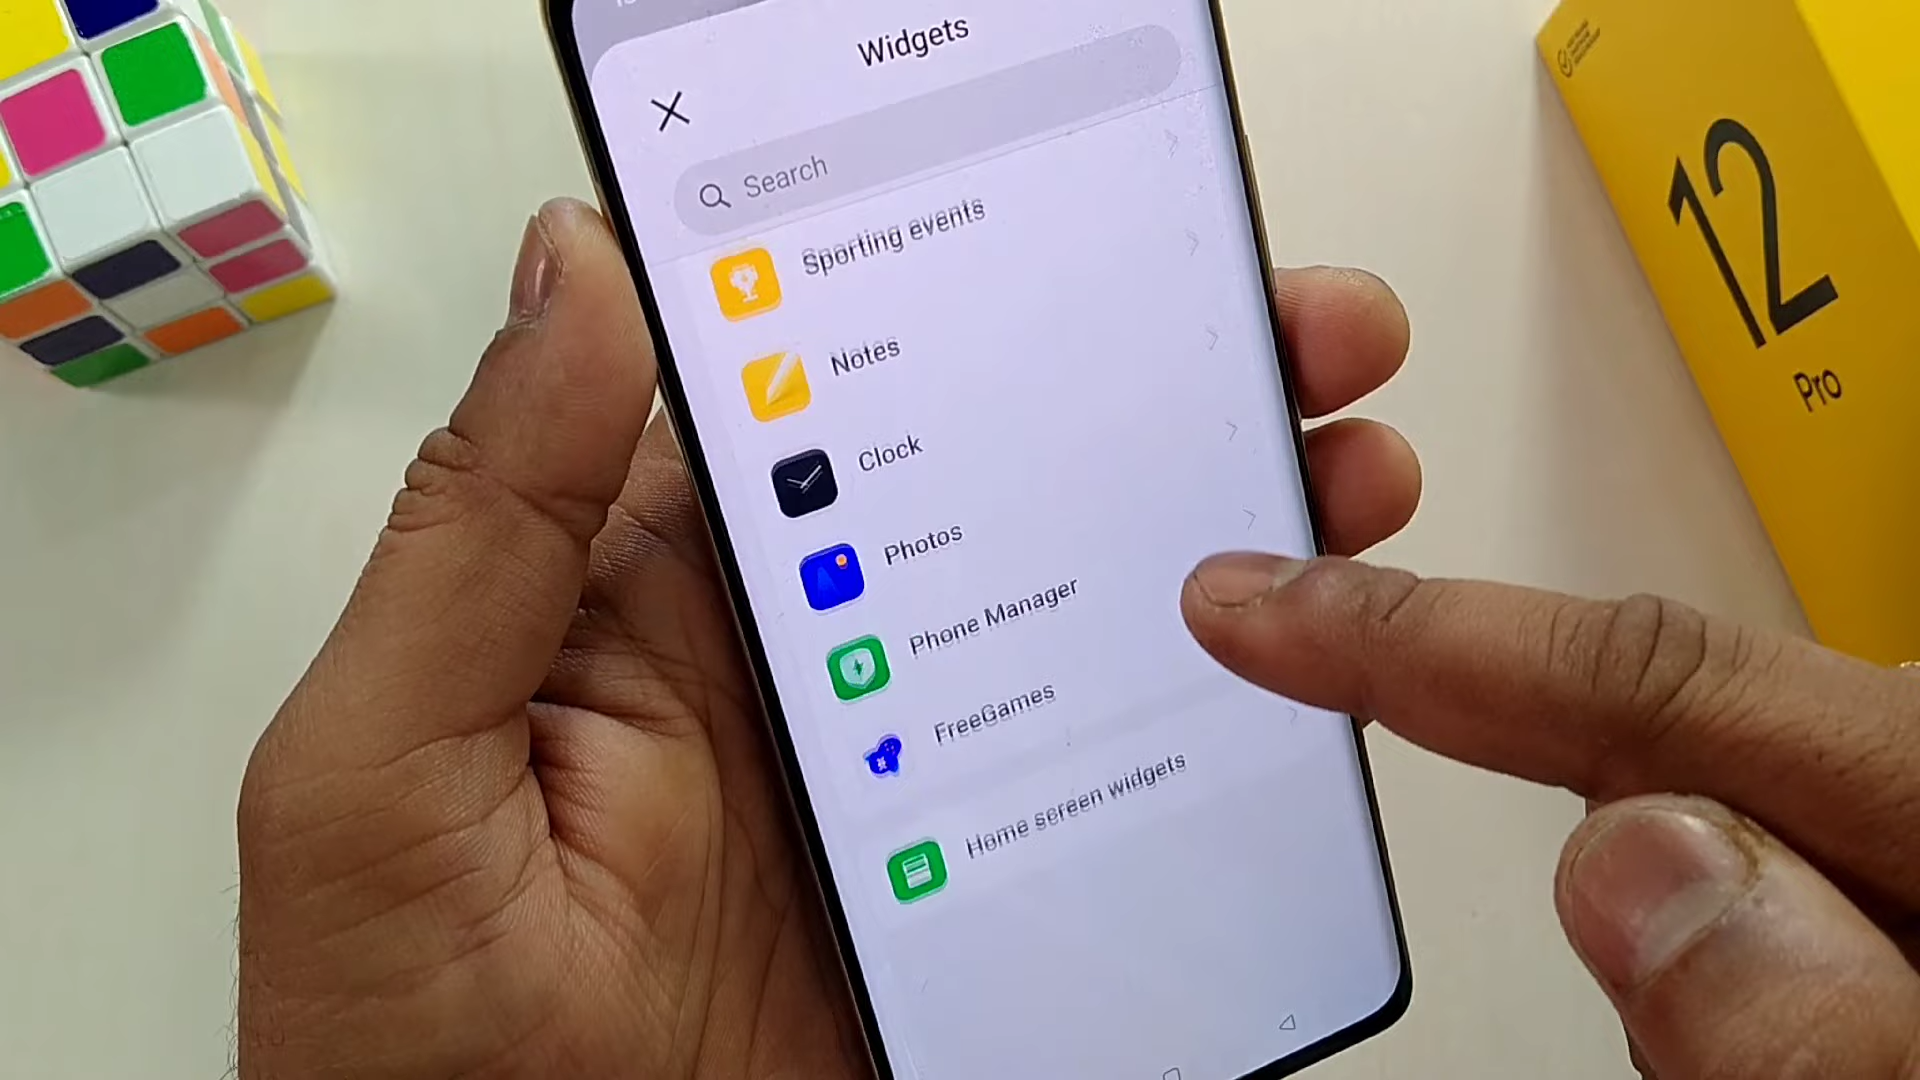 Widgets
Search
Sporting events
Notes
Clock
Photos
Phone Manager
FreeGames
Home screen widgets
12
Pro